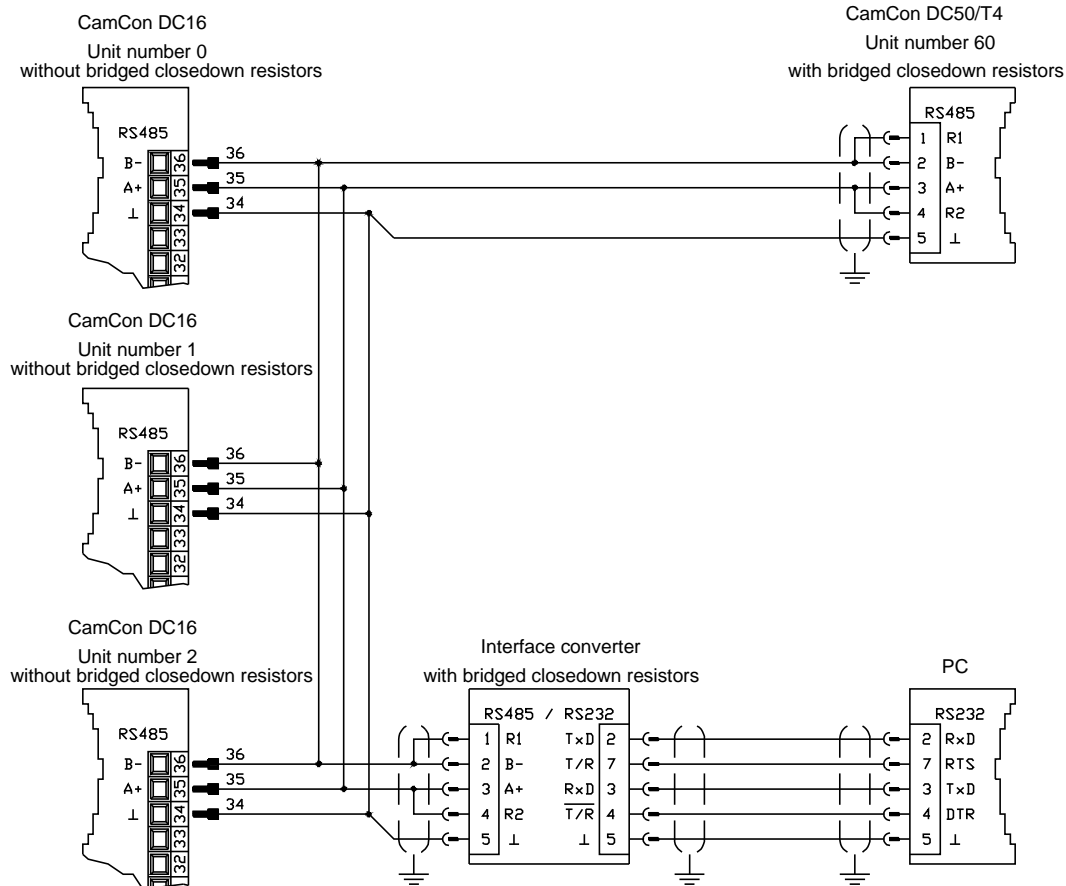 CamCon DC16
Unit number 0
without bridged closedown resistors
RS485
B- 36 36
A+ 35 35
⊥ 34 34
33
32
CamCon DC50/T4
Unit number 60
with bridged closedown resistors
RS485
1 R1
2 B-
3 A+
4 R2
5 ⊥
CamCon DC16
Unit number 1
without bridged closedown resistors
RS485
B- 36 36
A+ 35 35
⊥ 34 34
33
32
CamCon DC16
Unit number 2
without bridged closedown resistors
RS485
B- 36 36
A+ 35 35
⊥ 34 34
33
32
Interface converter
with bridged closedown resistors
RS485 / RS232
1 R1 TxD 2
2 B- T/R 7
3 A+ RxD 3
4 R2 T/R 4
5 ⊥ ⊥ 5
PC
RS232
2 RxD
7 RTS
3 TxD
4 DTR
5 ⊥